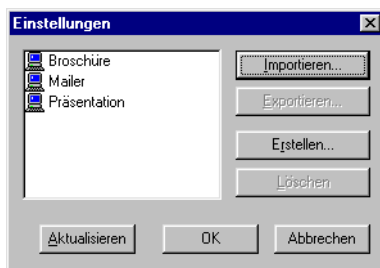 Einstellungen
Broschüre
Mailer
Präsentation
Importieren...
Exportieren...
Erstellen...
Löschen
Aktualisieren
OK
Abbrechen